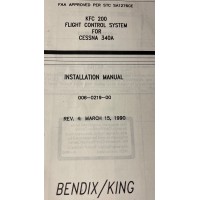 FAA APPROVED PER STC SA1376CE
KFC 200
FLIGHT CONTROL SYSTEM
FOR
CESSNA 340A
INSTALLATION MANUAL
006-0219-00
REV. 4: MARCH 15, 1990
BENDIX/KING